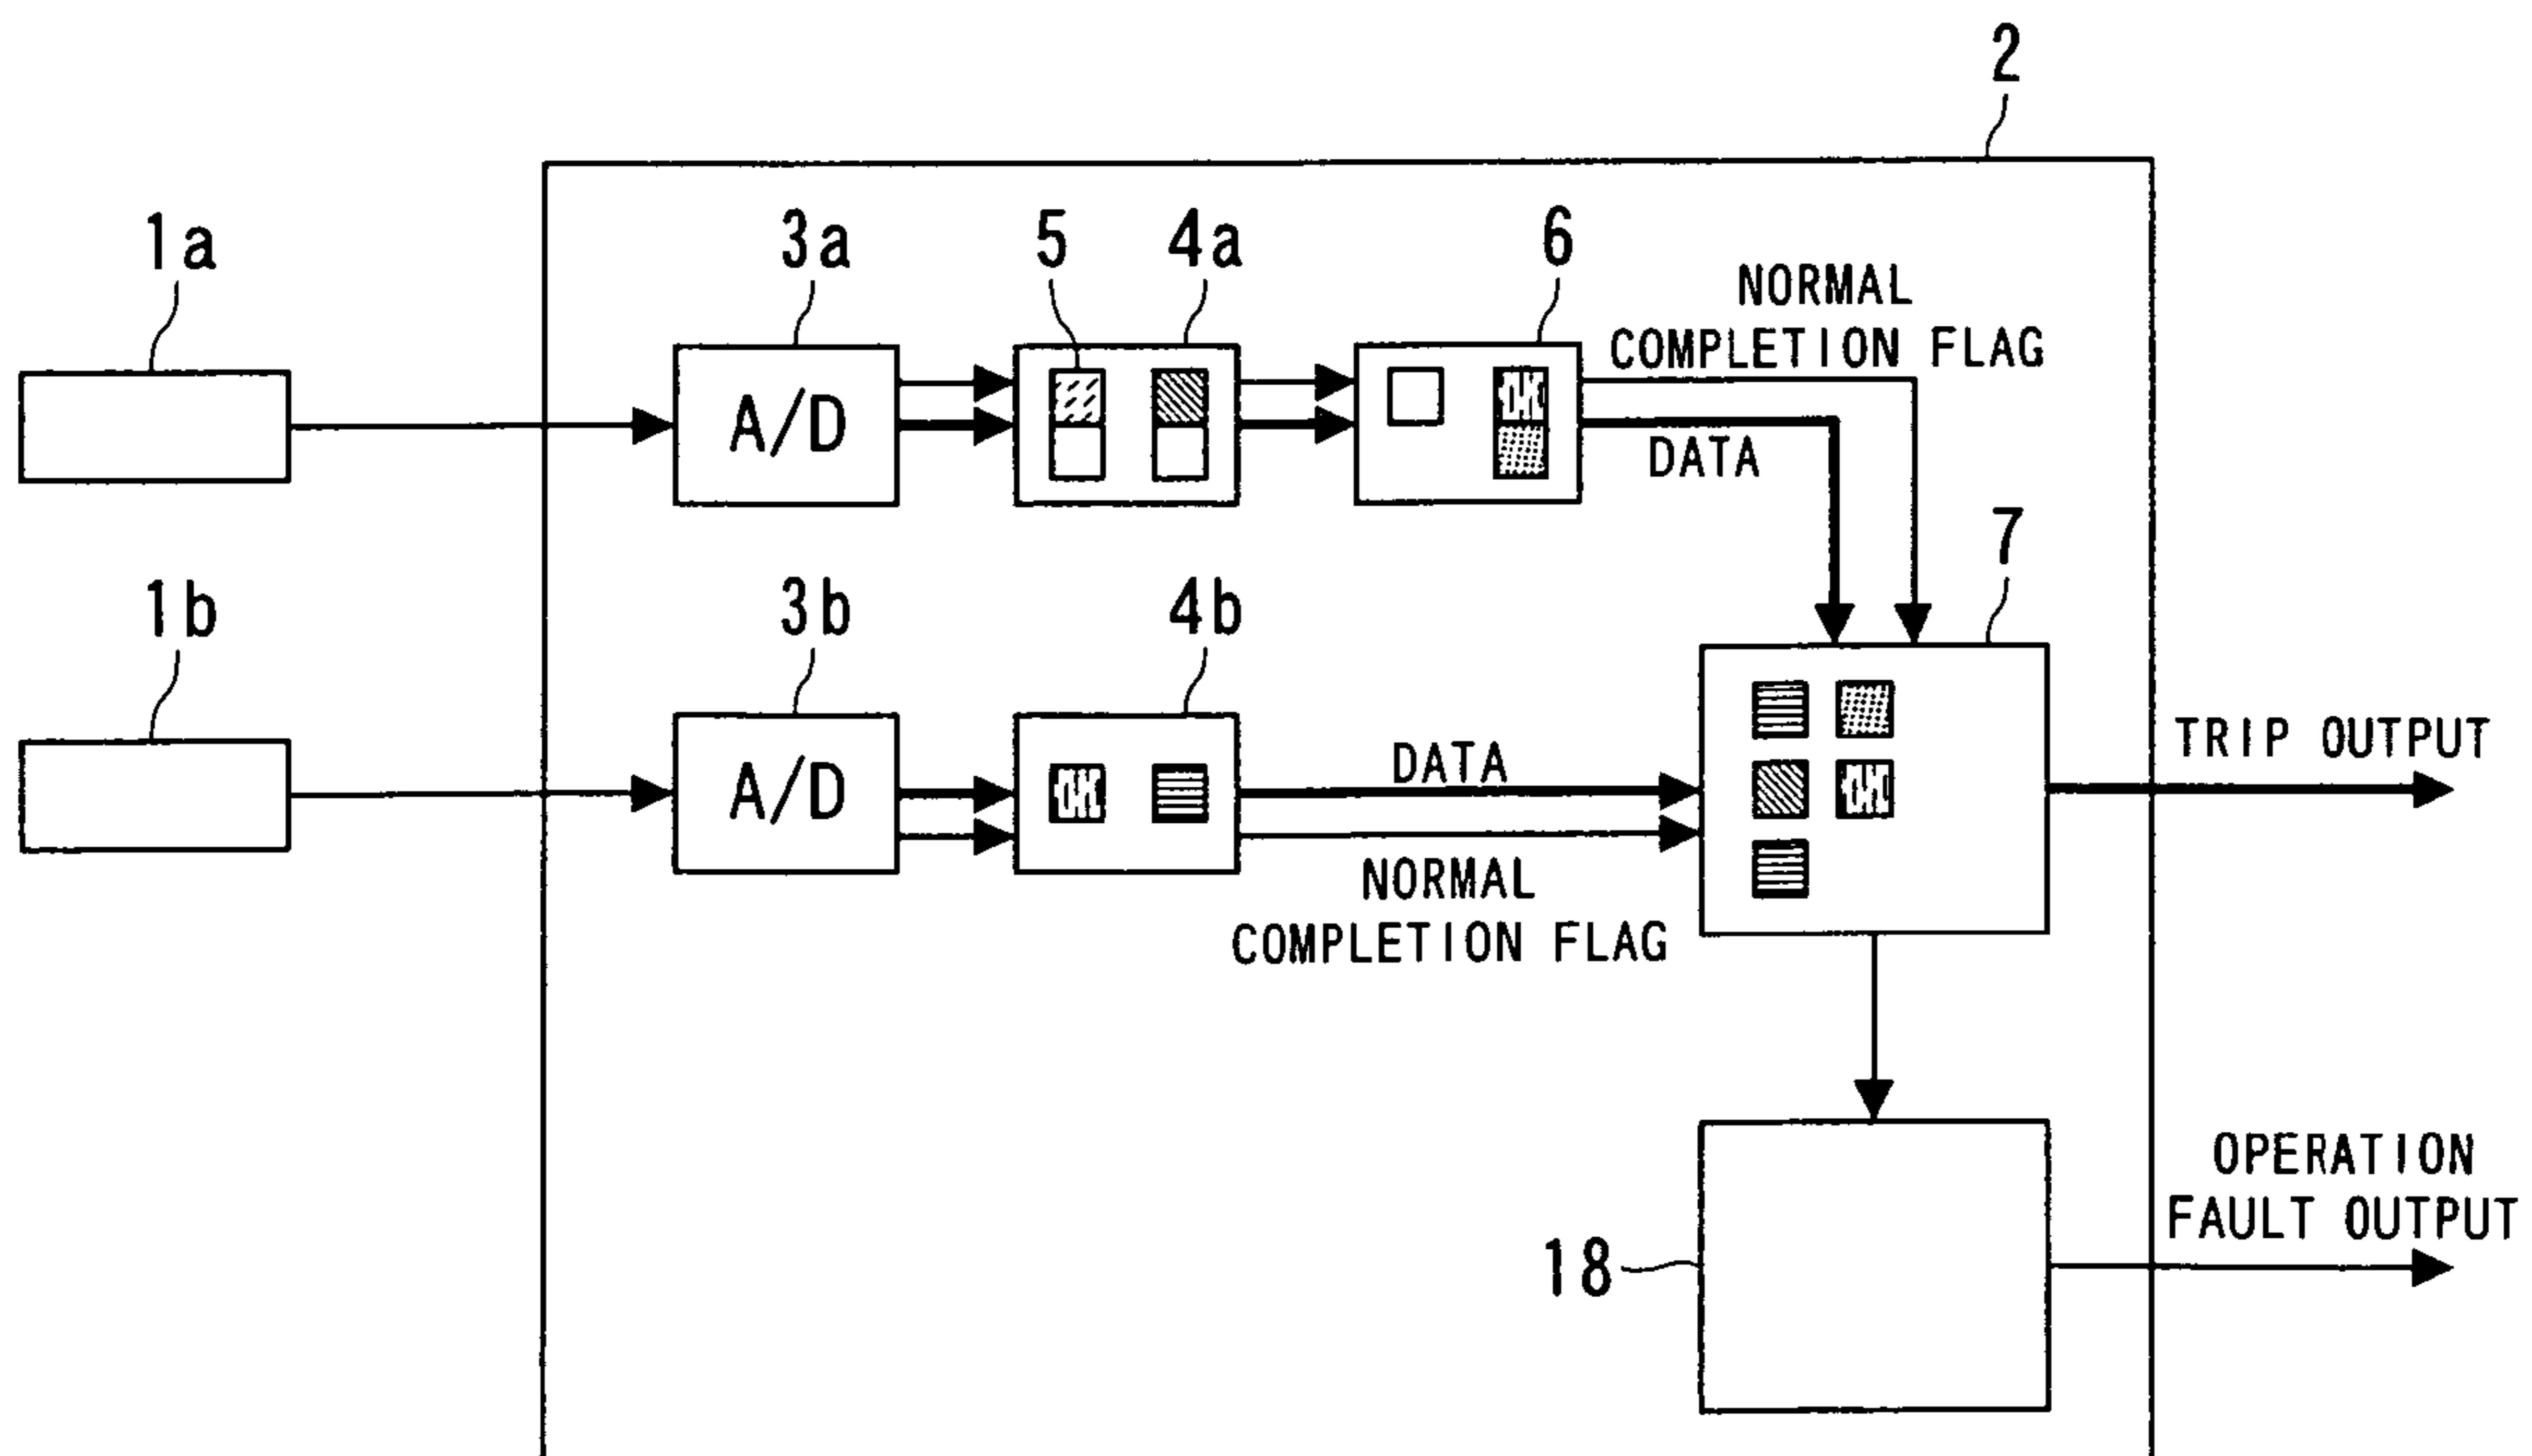 2
1a
3a
5
4a
6
NORMAL
COMPLETION FLAG
A/D
DATA
7
1b
3b
4b
A/D
DATA
TRIP OUTPUT
NORMAL
COMPLETION FLAG
OPERATION
FAULT OUTPUT
18